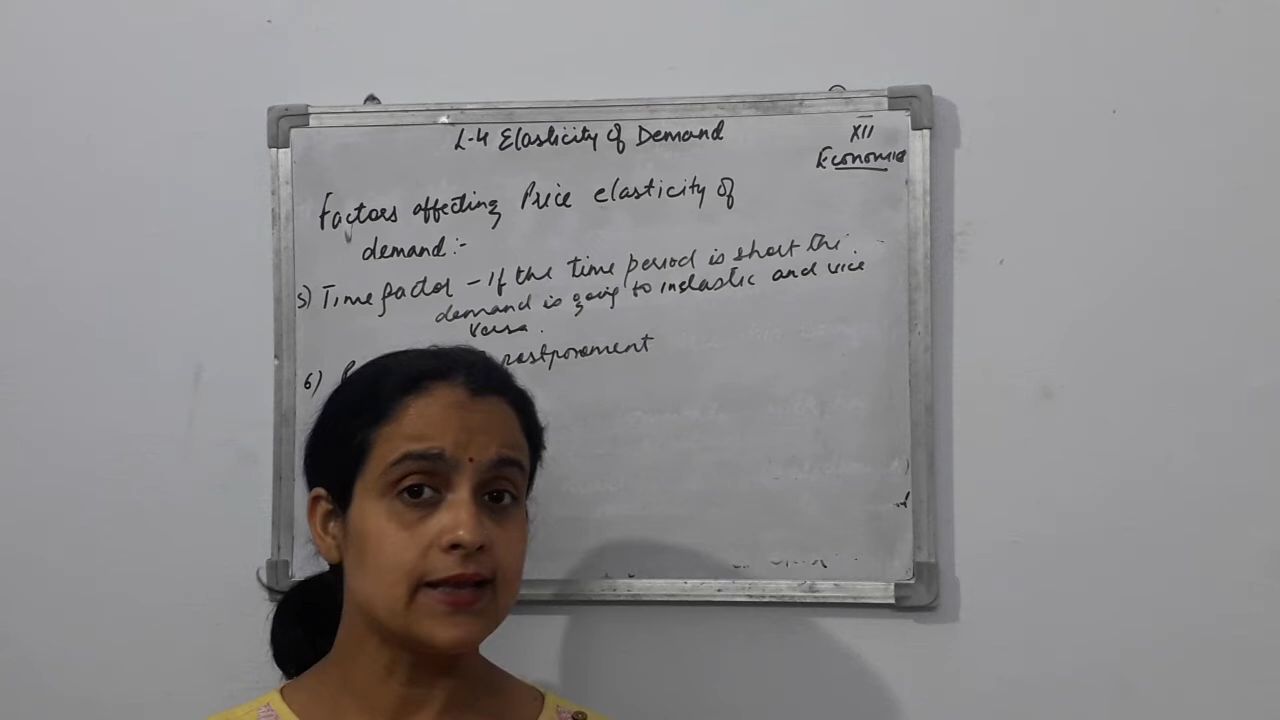 L-4 Elasticity of Demand
XII
Economics
Factors affecting Price elasticity of
demand :-
5) Time factor - If the time period is short the
demand is going to inelastic and vice
versa.
6) postponement